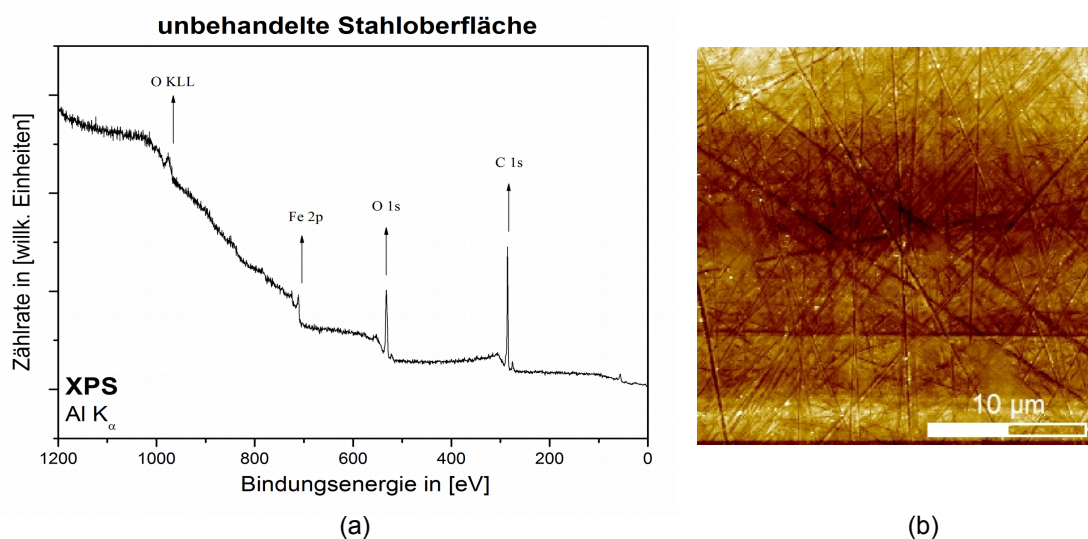 unbehandelte Stahloberfläche
O KLL
C 1s
Fe 2p
O 1s
Zählrate in [willk. Einheiten]
XPS
Al Kα
1200
1000
800
600
400
200
0
Bindungsenergie in [eV]
(a)
10 µm
(b)